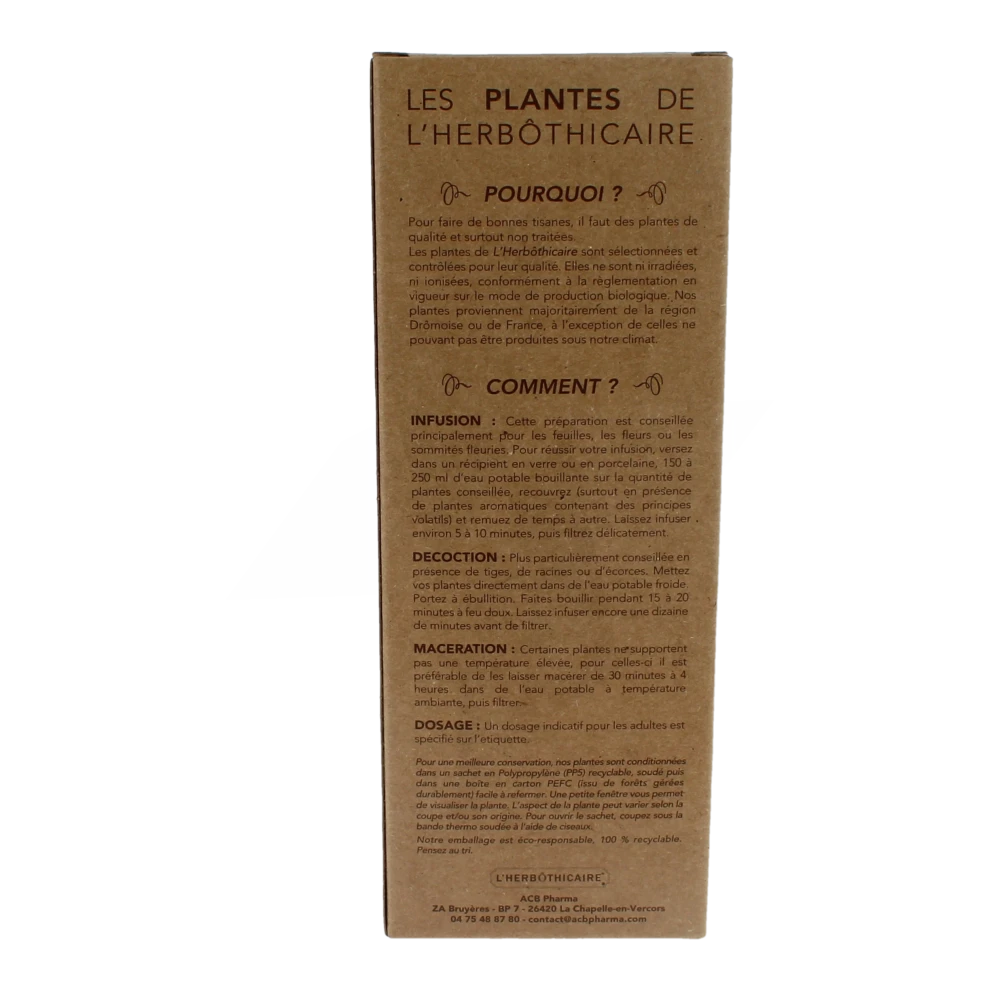 LES PLANTES DE
L'HERBÔTHICAIRE
POURQUOI ?
Pour faire de bonnes tisanes, il faut des plantes de
qualité et surtout non traitées.
Les plantes de L'Herbôthicaire sont sélectionnées et
contrôlées pour leur qualité. Elles ne sont ni irradiées,
ni ionisées, conformément à la règlementation en
vigueur sur le mode de production biologique. Nos
plantes proviennent majoritairement de la région
Drômoise ou de France, à l'exception de celles ne
pouvant pas être produites sous notre climat.
COMMENT ?
INFUSION : Cette préparation est conseillée
principalement pour les feuilles, les fleurs ou les
sommités fleuries. Pour réussir votre infusion, versez
dans un récipient en verre ou en porcelaine, 150 à
250 ml d'eau potable bouillante sur la quantité de
plantes conseillée, recouvrez (surtout en présence
de plantes aromatiques contenant des principes
volatils) et remuez de temps à autre. Laissez infuser
environ 5 à 10 minutes, puis filtrez délicatement.
DECOCTION : Plus particulièrement conseillée en
présence de tiges, de racines ou d'écorces. Mettez
vos plantes directement dans de l'eau potable froide.
Portez à ébullition. Faites bouillir pendant 15 à 20
minutes à feu doux. Laissez infuser encore une dizaine
de minutes avant de filtrer.
MACERATION : Certaines plantes ne supportent
pas une température élevée, pour celles-ci il est
préférable de les laisser macérer de 30 minutes à 4
heures dans de l'eau potable à température
ambiante, puis filtrer.
DOSAGE : Un dosage indicatif pour les adultes est
spécifié sur l'étiquette.
Pour une meilleure conservation, nos plantes sont conditionnées
dans un sachet en Polypropylène (PP5) recyclable, soudé puis
dans une boîte en carton PEFC (issu de forêts gérées
durablement) facile à refermer. Une petite fenêtre vous permet
de visualiser la plante. L'aspect de la plante peut varier selon la
coupe et/ou son origine. Pour ouvrir le sachet, coupez sous la
bande thermo soudée à l'aide de ciseaux.
Notre emballage est éco-responsable, 100 % recyclable.
Pensez au tri.
L'HERBÔTHICAIRE
ACB Pharma
ZA Bruyères - BP 7 - 26420 La Chapelle-en-Vercors
04 75 48 87 80 - contact@acbpharma.com